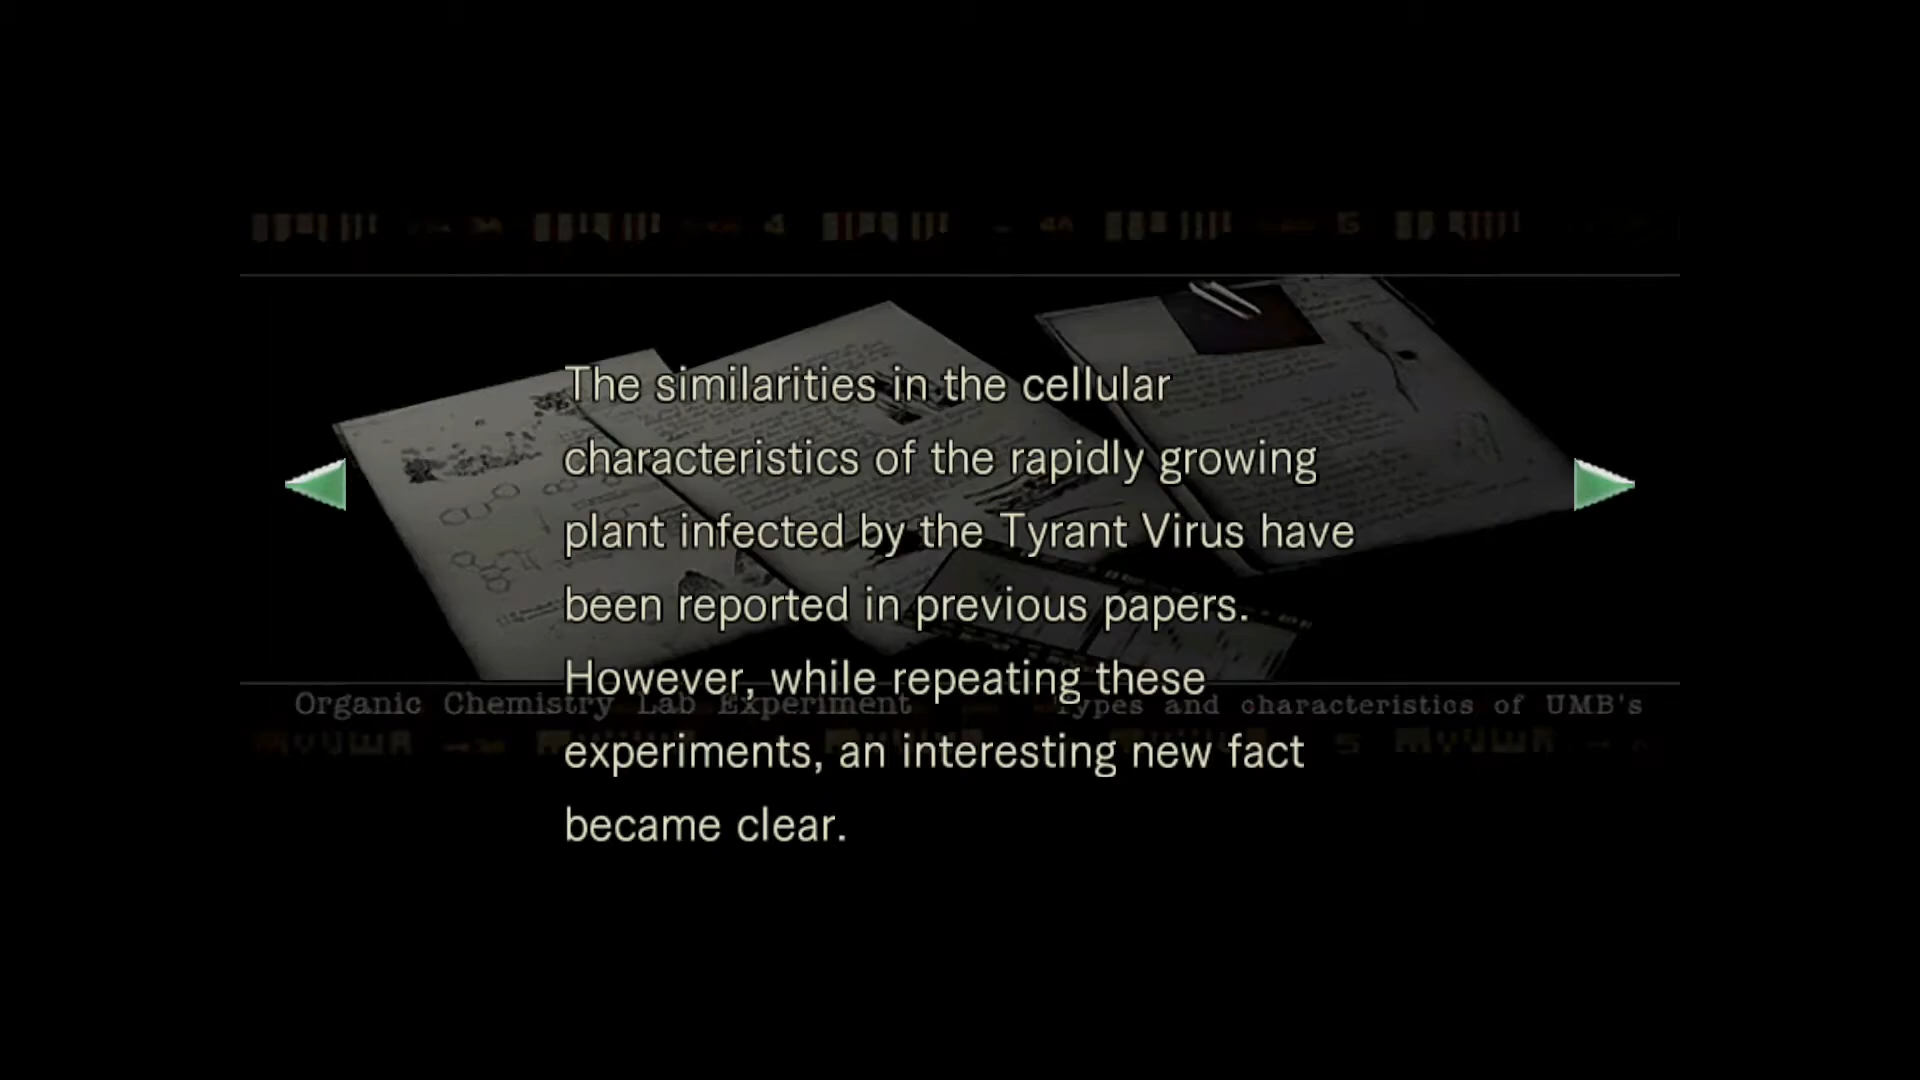 The similarities in the cellular
characteristics of the rapidly growing
plant infected by the Tyrant Virus have
been reported in previous papers.
However, while repeating these
Organic Chemistry Lab Experiment Types and characteristics of UMB's
experiments, an interesting new fact
became clear.